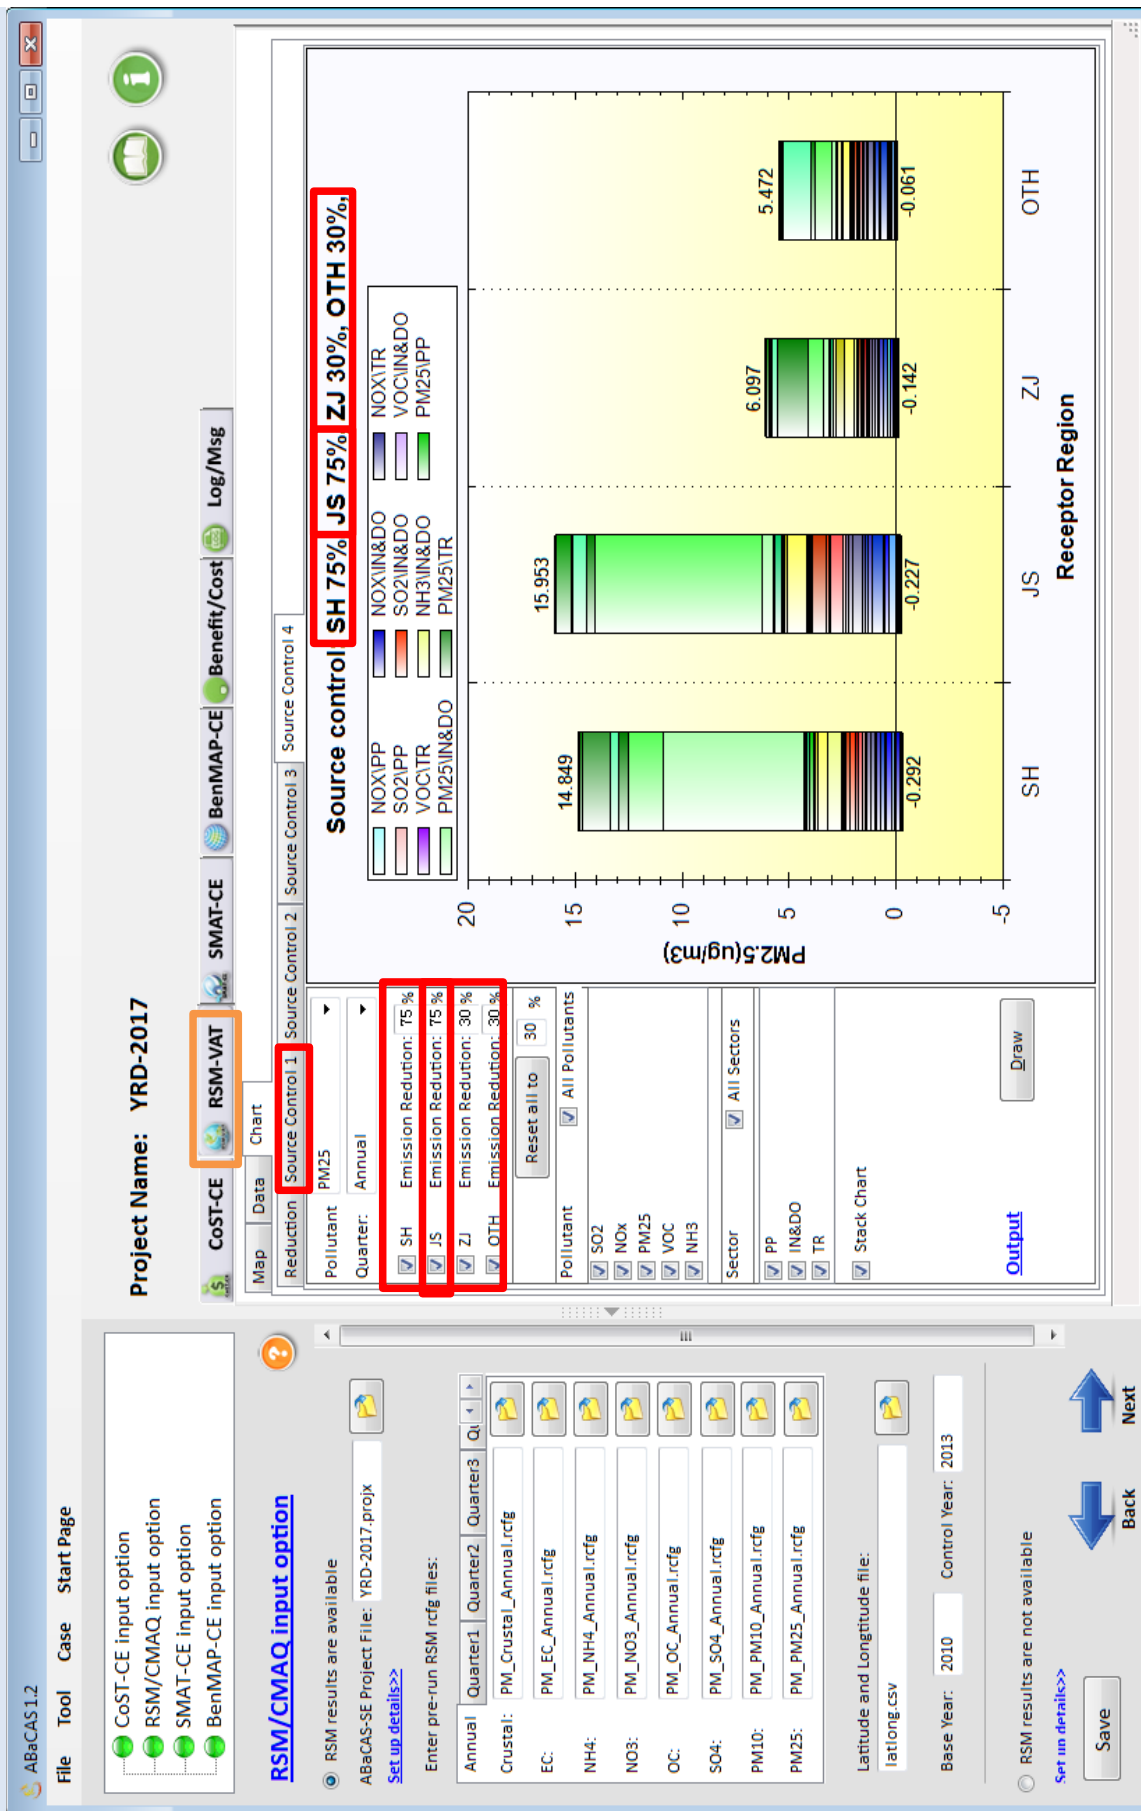 ABaCAS1.2
File Tool Case Start Page
CoST-CE input option
RSM/CMAQ input option
SMAT-CE input option
BenMAP-CE input option
RSM/CMAQ input option
RSM results are available
ABaCAS-SE Project File: YRD-2017.projx
Set up details>>
Enter pre-run RSM rcfg files:
Annual Quarter1 Quarter2 Quarter3
Crustal: PM_Crustal_Annual.rcfg
EC: PM_EC_Annual.rcfg
NH4: PM_NH4_Annual.rcfg
NO3: PM_NO3_Annual.rcfg
OC: PM_OC_Annual.rcfg
SO4: PM_SO4_Annual.rcfg
PM10: PM_PM10_Annual.rcfg
PM25: PM_PM25_Annual.rcfg
Latitude and Longtitude file:
latlong.csv
Base Year: 2010 Control Year: 2013
RSM results are not available
Set up details>>
Save Back Next
Project Name: YRD-2017
CoST-CE RSM-VAT SMAT-CE BenMAP-CE Benefit/Cost Log/Msg
Map Data Chart
Reduction Source Control 1 Source Control 2 Source Control 3 Source Control 4
Pollutant PM25
Quarter: Annual
SH Emission Redution: 75 %
JS Emission Redution: 75 %
ZJ Emission Redution: 30 %
OTH Emission Redution: 30 %
Reset all to 30 %
Pollutant All Pollutants
SO2
NOx
PM25
VOC
NH3
Sector All Sectors
PP
IN&DO
TR
Stack Chart
Output Draw
Source control: SH 75% JS 75% ZJ 30%, OTH 30%,
NOX\PP NOX\IN&DO NOX\TR
SO2\PP SO2\IN&DO VOC\IN&DO
VOC\TR NH3\IN&DO PM25\PP
PM25\IN&DO PM25\TR
PM2.5(ug/m3)
20
15
10
5
0
-5
14.849 15.953 6.097 5.472
-0.292 -0.227 -0.142 -0.061
SH JS ZJ OTH
Receptor Region